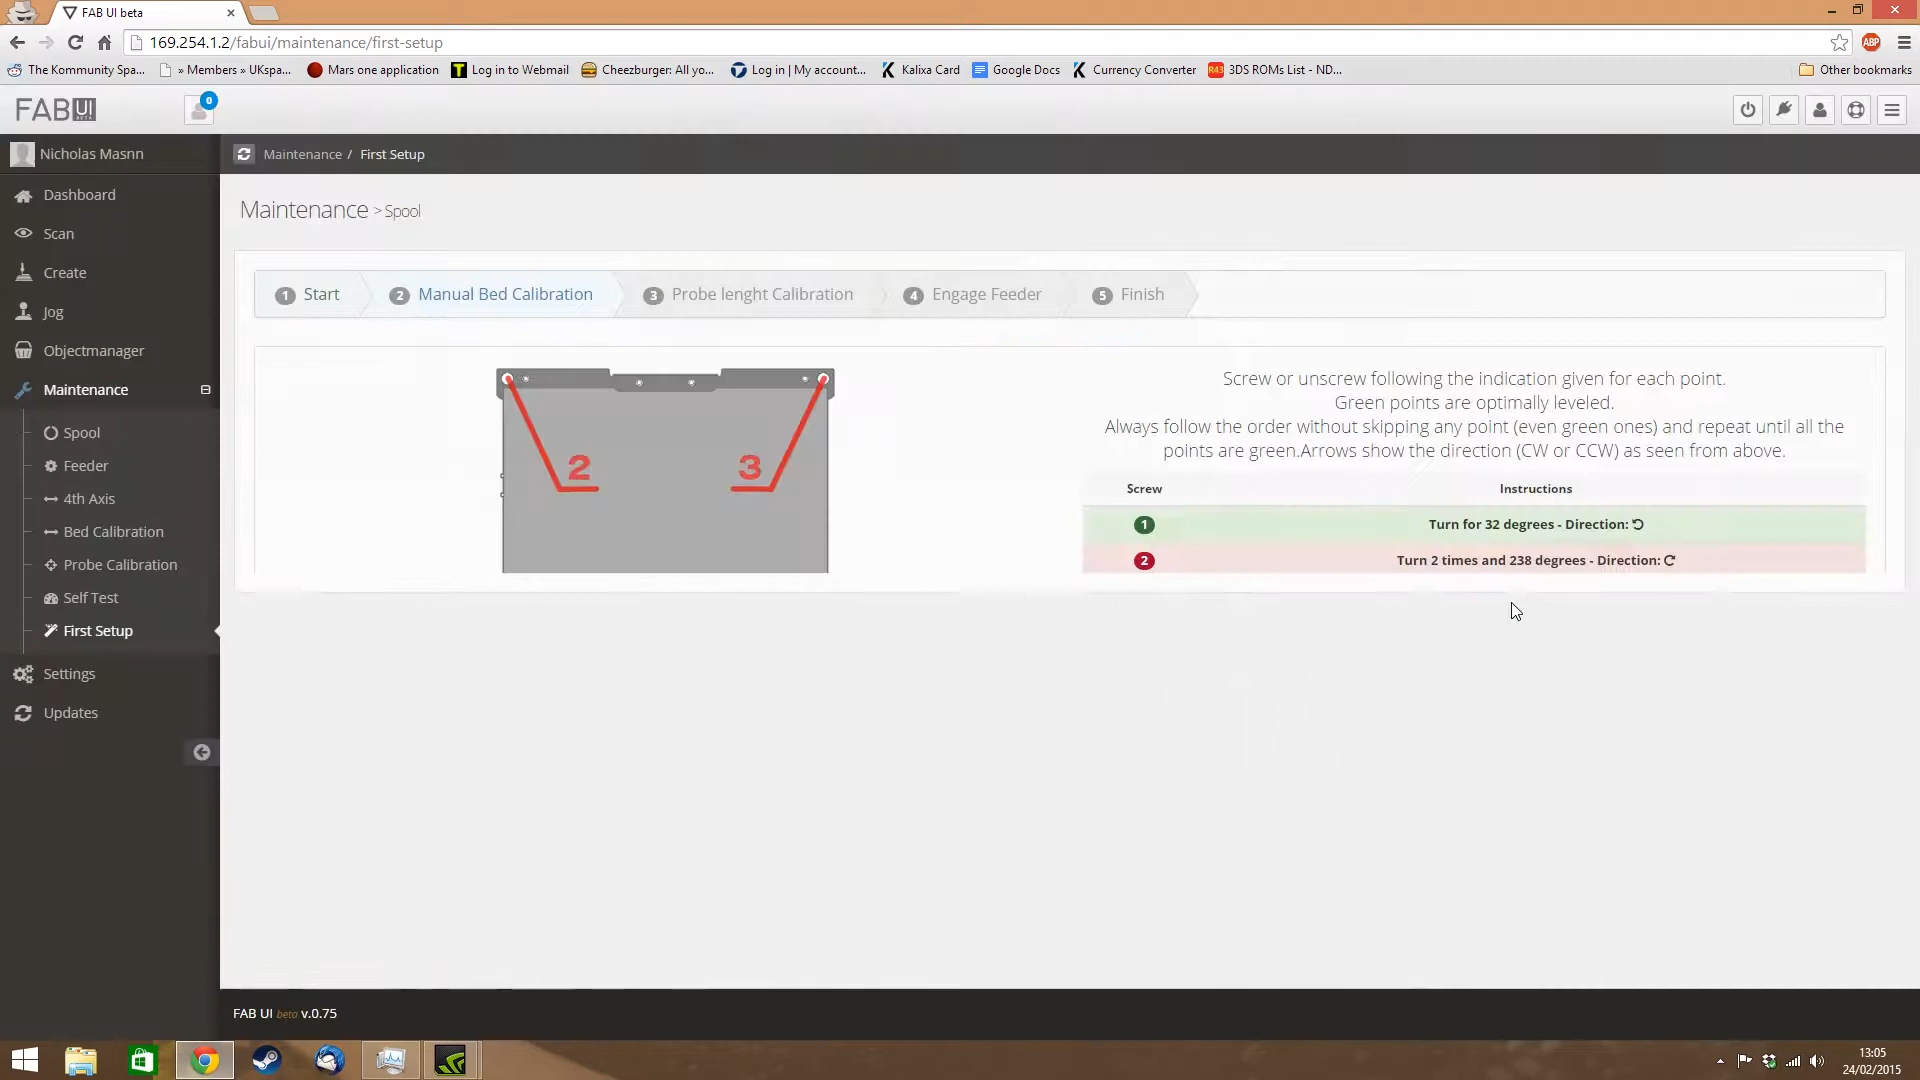 FAB UI beta
169.254.1.2/fabui/maintenance/first-setup
ABP
The Kommunity Spa...
» Members » UKspa...
Mars one application
Log in to Webmail
Cheezburger: All yo...
Log in | My account...
Kalixa Card
Google Docs
Currency Converter
R43
3DS ROMs List - ND...
Other bookmarks
FABUI
BETA
0
Nicholas Masnn
Maintenance / First Setup
Dashboard
Scan
Create
Jog
Objectmanager
Maintenance
Spool
Feeder
4th Axis
Bed Calibration
Probe Calibration
Self Test
First Setup
Settings
Updates
Maintenance > Spool
1 Start
2 Manual Bed Calibration
3 Probe lenght Calibration
4 Engage Feeder
5 Finish
2
3
Screw or unscrew following the indication given for each point.
Green points are optimally leveled.
Always follow the order without skipping any point (even green ones) and repeat until all the
points are green.Arrows show the direction (CW or CCW) as seen from above.
Screw Instructions
1 Turn for 32 degrees - Direction:
2 Turn 2 times and 238 degrees - Direction:
FAB UI beta v.0.75
13:05
24/02/2015